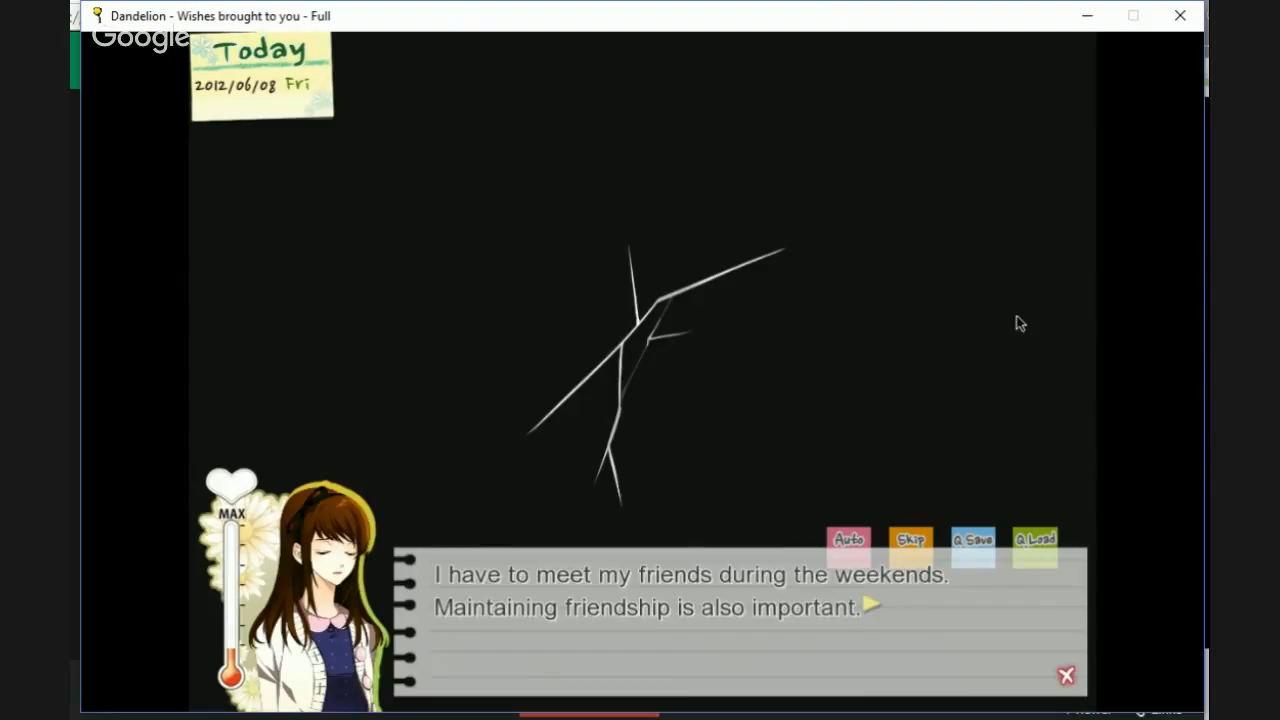 Dandelion - Wishes brought to you - Full
Google
Today
2012/06/08 Fri
MAX
Auto Skip Q.Save Q.Load
I have to meet my friends during the weekends.
Maintaining friendship is also important.